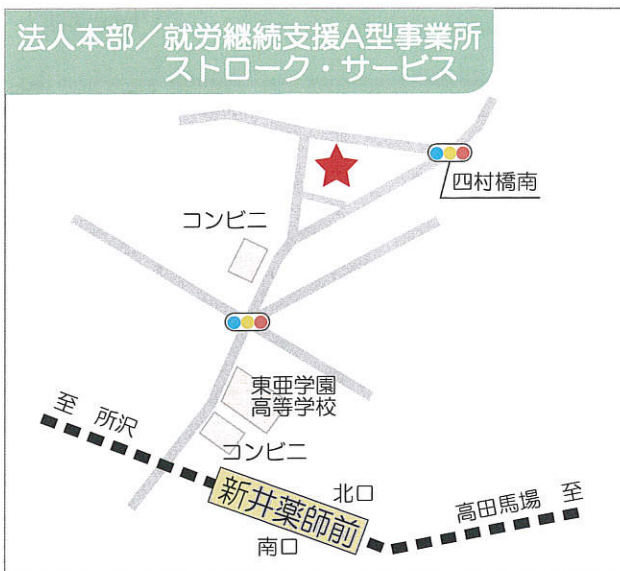 法人本部／就労継続支援A型事業所
ストローク・サービス
四村橋南
コンビニ
東亜学園
高等学校
至 所沢
コンビニ
新井薬師前
北口
南口
高田馬場 至